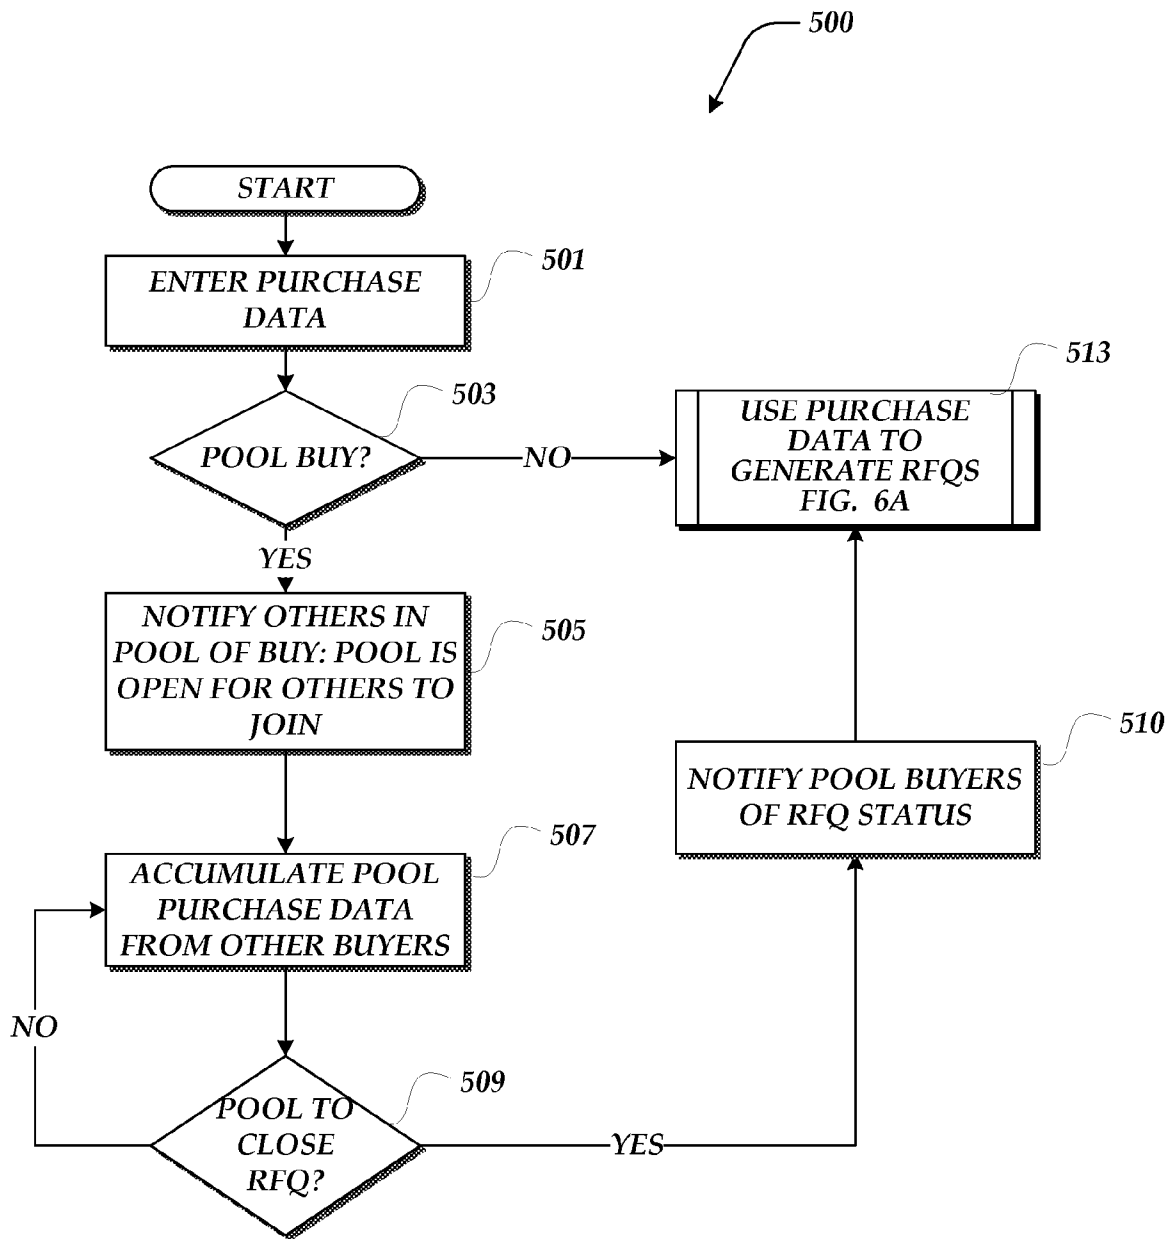 500
START
501
ENTER PURCHASE
DATA
503
POOL BUY?
NO
513
USE PURCHASE
DATA TO
GENERATE RFQS
FIG. 6A
YES
505
NOTIFY OTHERS IN
POOL OF BUY: POOL IS
OPEN FOR OTHERS TO
JOIN
510
NOTIFY POOL BUYERS
OF RFQ STATUS
507
ACCUMULATE POOL
PURCHASE DATA
FROM OTHER BUYERS
NO
509
POOL TO
CLOSE
RFQ?
YES